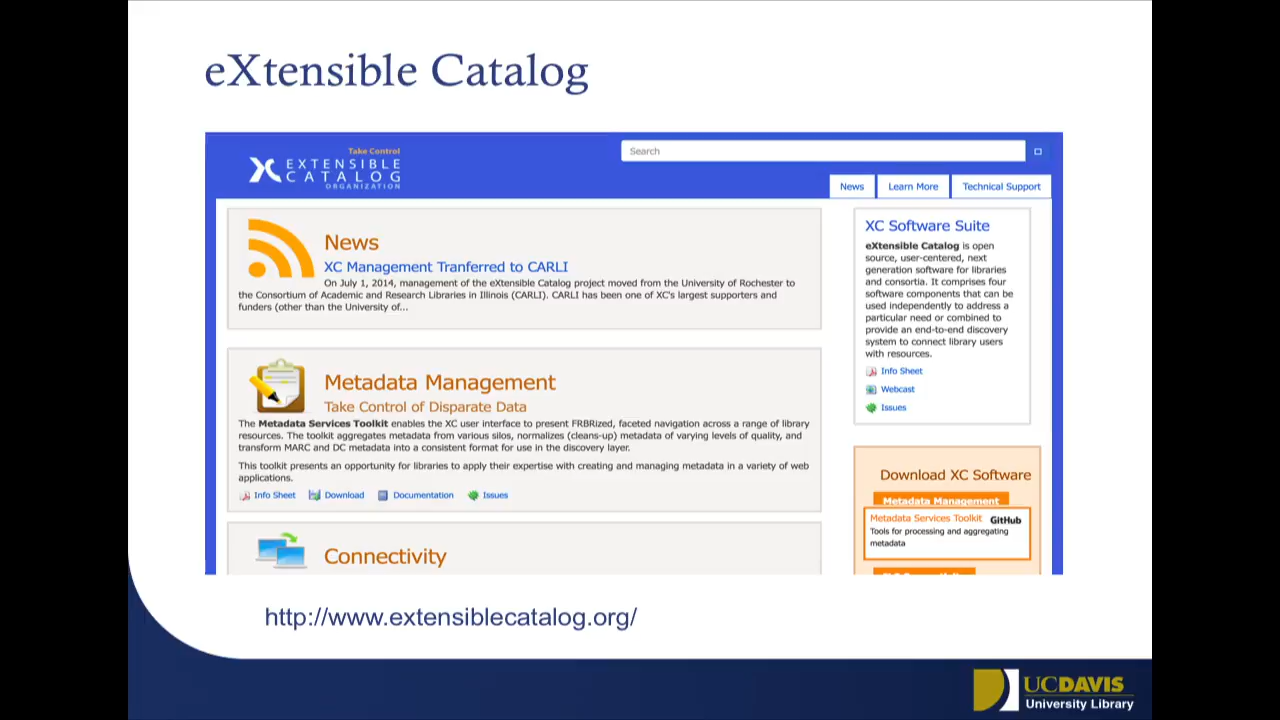 eXtensible Catalog
Take Control
EXTENSIBLE
CATALOG
ORGANIZATION
Search
News
Learn More
Technical Support
News
XC Management Tranferred to CARLI
On July 1, 2014, management of the eXtensible Catalog project moved from the University of Rochester to
the Consortium of Academic and Research Libraries in Illinois (CARLI). CARLI has been one of XC's largest supporters and
funders (other than the University of...
Metadata Management
Take Control of Disparate Data
The Metadata Services Toolkit enables the XC user interface to present FRBRized, faceted navigation across a range of library
resources. The toolkit aggregates metadata from various silos, normalizes (cleans-up) metadata of varying levels of quality, and
transform MARC and DC metadata into a consistent format for use in the discovery layer.
This toolkit presents an opportunity for libraries to apply their expertise with creating and managing metadata in a variety of web
applications.
Info Sheet
Download
Documentation
Issues
Connectivity
XC Software Suite
eXtensible Catalog is open
source, user-centered, next
generation software for libraries
and consortia. It comprises four
software components that can be
used independently to address a
particular need or combined to
provide an end-to-end discovery
system to connect library users
with resources.
Info Sheet
Webcast
Issues
Download XC Software
Metadata Management
Metadata Services Toolkit GitHub
Tools for processing and aggregating
metadata
http://www.extensiblecatalog.org/
UCDAVIS
University Library